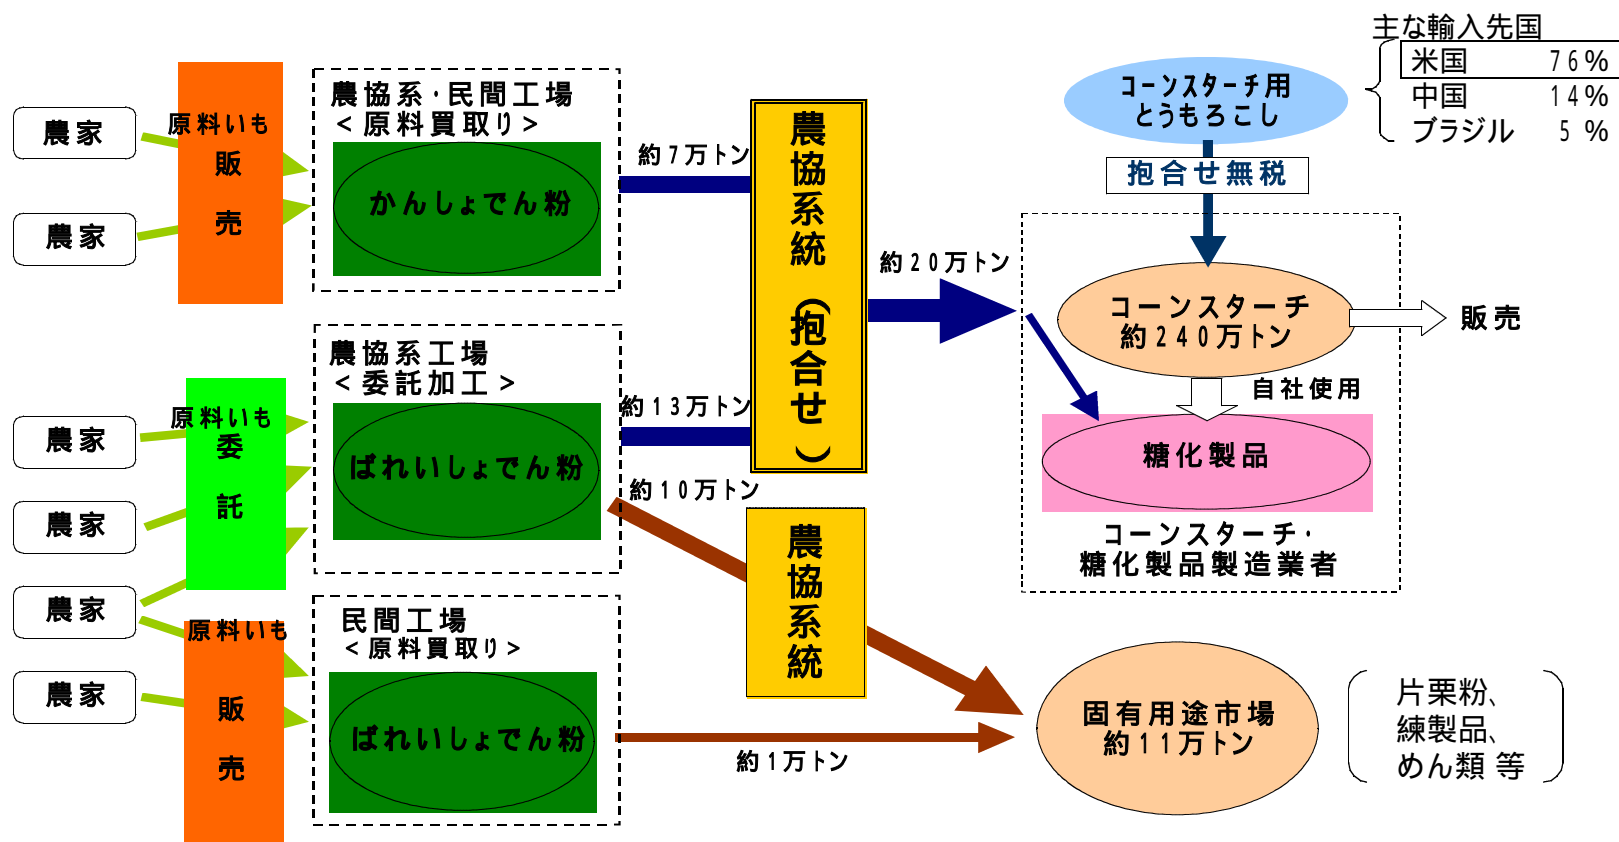 主な輸入先国
米国 76%
中国 14%
ブラジル 5%
コーンスターチ用
とうもろこし
抱合せ無税
農家
農家
原料いも
販
売
農協系・民間工場
<原料買取り>
かんしょでん粉
約7万トン
農協系統(抱合せ)
約20万トン
コーンスターチ
約240万トン
販売
自社使用
糖化製品
コーンスターチ・
糖化製品製造業者
農家
農家
農家
農家
原料いも
委
託
農協系工場
<委託加工>
ばれいしょでん粉
約13万トン
約10万トン
農協系統
原料いも
販
売
民間工場
<原料買取り>
ばれいしょでん粉
約1万トン
固有用途市場
約11万トン
片栗粉、
練製品、
めん類 等